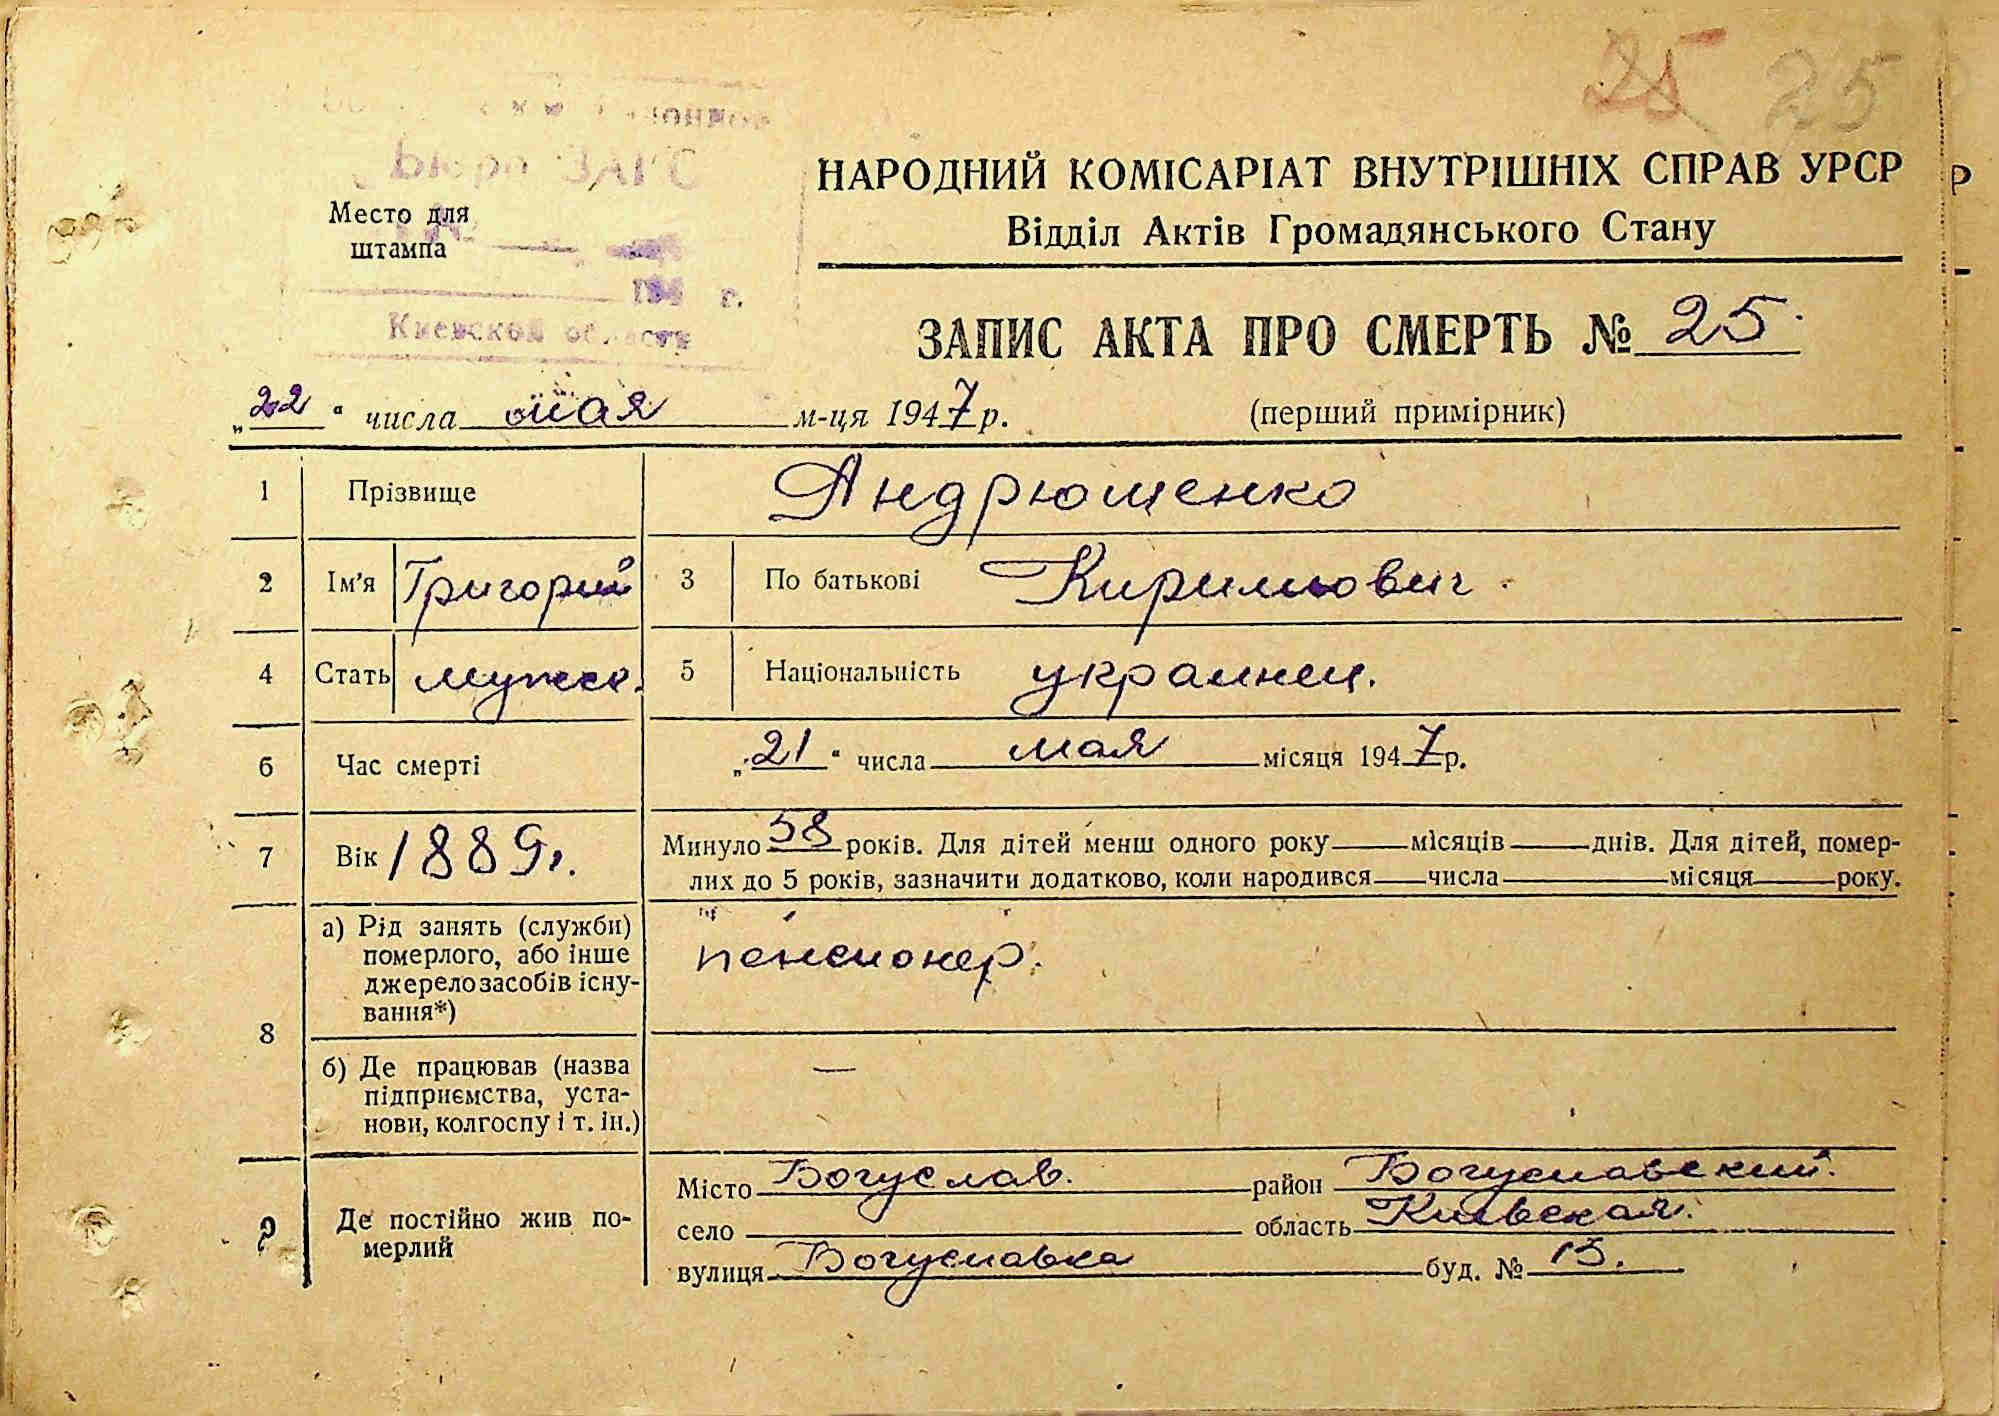 25 25
Бюро ЗАГС
Место для
штампа
г.
Киевской области
НАРОДНИЙ КОМІСАРІАТ ВНУТРІШНІХ СПРАВ УРСР
Відділ Актів Громадянського Стану
ЗАПИС АКТА ПРО СМЕРТЬ № 25
„22“ числа мая м-ця 1947 р.
(перший примірник)
1 Прізвище Андрющенко
2 Ім'я Григорий 3 По батькові Кирилович
4 Стать мужск. 5 Національність украинец.
6 Час смерті „21“ числа мая місяця 1947 р.
7 Вік 1889 г. Минуло 58 років. Для дітей менш одного року — місяців — днів. Для дітей, помер-
лих до 5 років, зазначити додатково, коли народився — числа — місяця — року.
8 а) Рід занять (служби)
померлого, або інше
джерело засобів існу-
вання*)
пенсионер.
б) Де працював (назва
підприємства, уста-
нови, колгоспу і т. ін.)
—
9 Де постійно жив по-
мерлий
Місто Богуслав. район Богуславский.
село область Киевская.
вулиця Богуславка буд. №